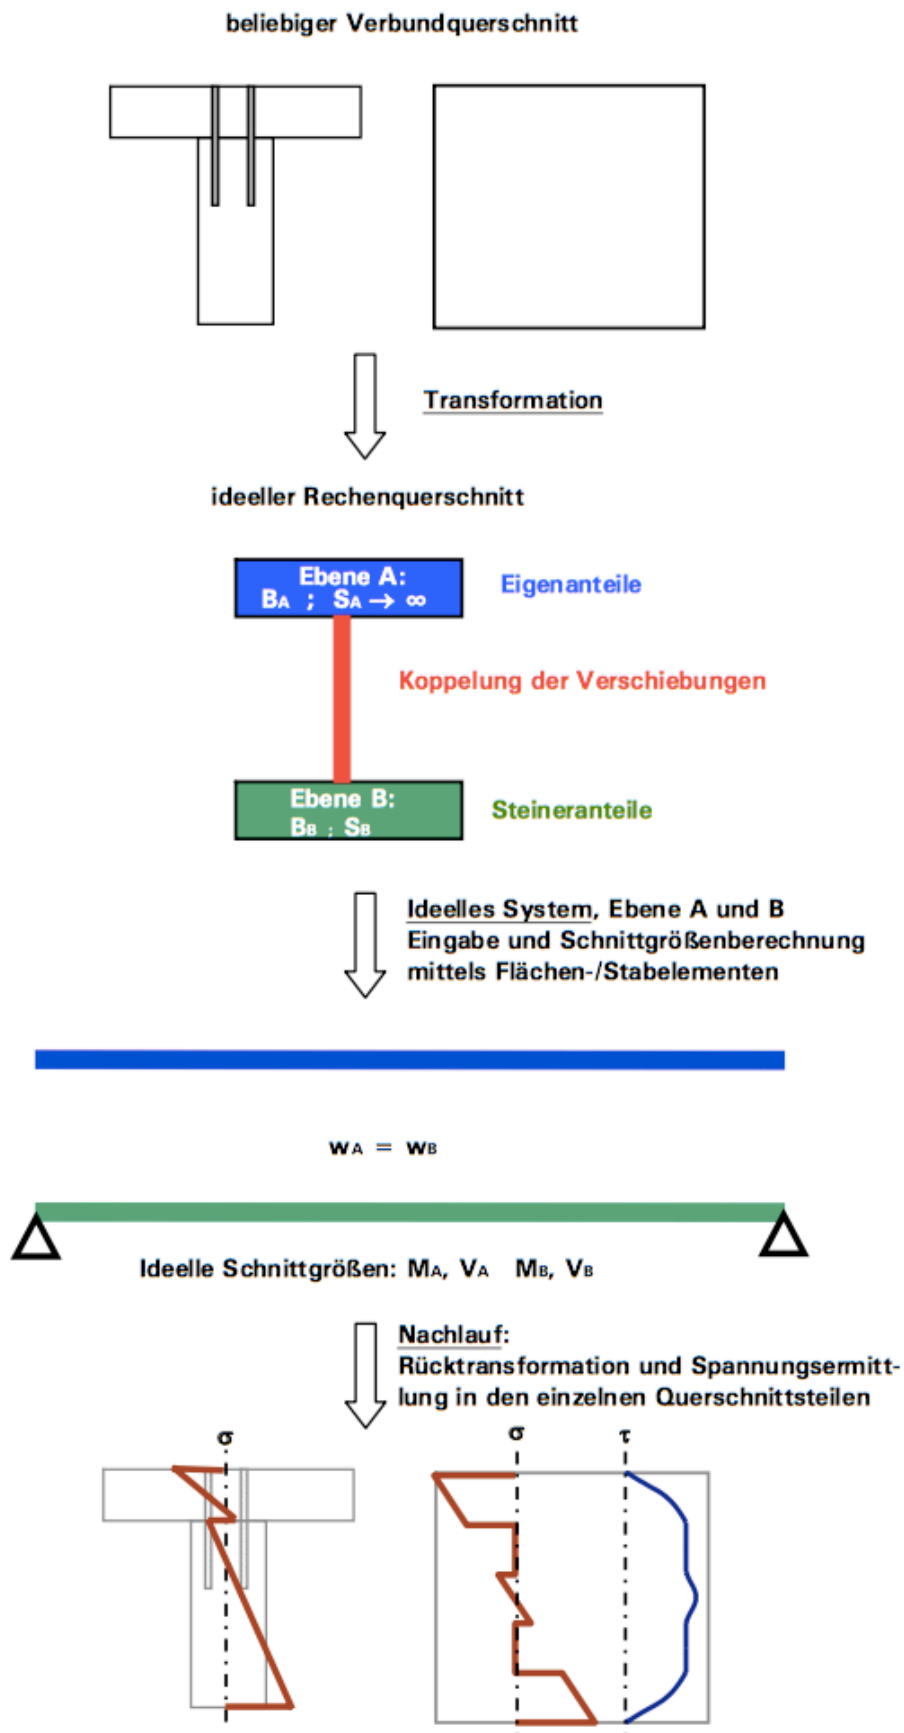 beliebiger Verbundquerschnitt
Transformation
ideeller Rechenquerschnitt
Ebene A:
BA ; SA → ∞
Eigenanteile
Koppelung der Verschiebungen
Ebene B:
BB ; SB
Steineranteile
Ideelles System, Ebene A und B
Eingabe und Schnittgrößenberechnung
mittels Flächen-/Stabelementen
wA = wB
Ideelle Schnittgrößen: MA, VA MB, VB
Nachlauf:
Rücktransformation und Spannungsermitt-
lung in den einzelnen Querschnittsteilen
σ
σ
τ